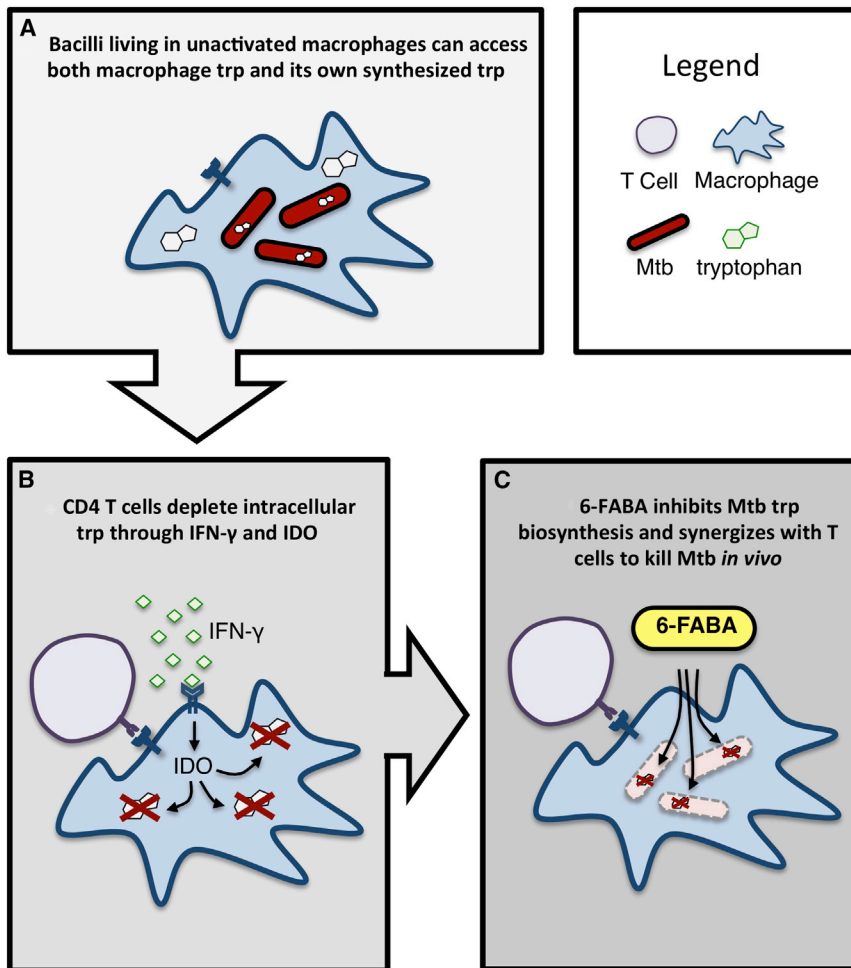 A
Bacilli living in unactivated macrophages can access
both macrophage trp and its own synthesized trp
Legend
T Cell
Macrophage
Mtb
tryptophan
B
CD4 T cells deplete intracellular
trp through IFN-γ and IDO
IFN-γ
IDO
C
6-FABA inhibits Mtb trp
biosynthesis and synergizes with T
cells to kill Mtb in vivo
6-FABA